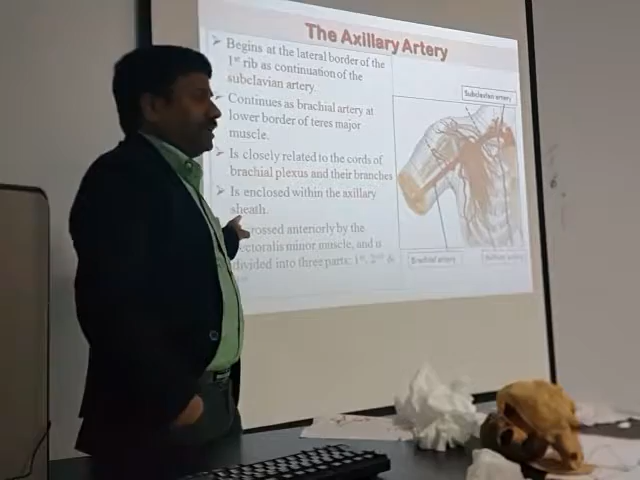 The Axillary Artery
Begins at the lateral border of the
1st rib as continuation of the
subclavian artery.
Continues as brachial artery at
lower border of teres major
muscle.
Is closely related to the cords of
brachial plexus and their branches
Is enclosed within the axillary
sheath.
rossed anteriorly by the
ectoralis minor muscle, and is
divided into three parts; 1st, 2nd &
Subclavian artery
Brachial artery